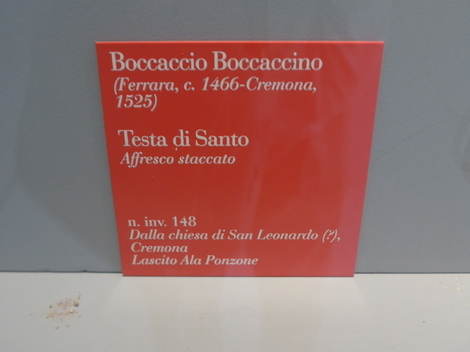 Boccaccio Boccaccino
(Ferrara, c. 1466-Cremona,
1525)
Testa di Santo
Affresco staccato
n. inv. 148
Dalla chiesa di San Leonardo (?),
Cremona
Lascito Ala Ponzone